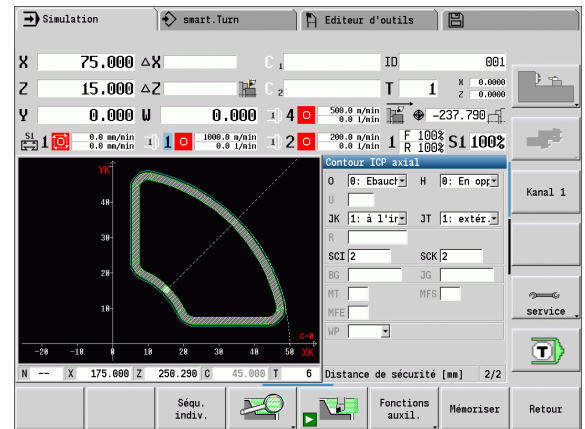 Simulation
smart.Turn
Editeur d'outils
X 75.000 △X C 1 ID 001
Z 15.000 △Z C 2 T 1 X 0.0000
Z 0.0000
Y 0.000 W 0.000 4 0 500.0 m/min
0.0 1/min -237.790
S1 1 0 0.0 mm/min
0.0 mm/min 1 0 1000.0 m/min
0.0 1/min 2 0 200.0 m/min
0.0 1/min 1 F 100%
R 100% S1 100%
Contour ICP axial
O 0: Ebauch H 0: En opp
U
JK 1: à l'in JT 1: extér.
R
SCI 2 SCK 2
BG JG
MT MFS
MFE
WP
YK
40
30
20
10
C=0
-20 -10 0 10 20 30 40 50 XK
N -- X 175.000 Z 250.290 C 45.000 T 6
Distance de sécurité [mm] 2/2
Kanal 1
service
T
Séqu.
indiv.
Fonctions
auxil.
Mémoriser
Retour